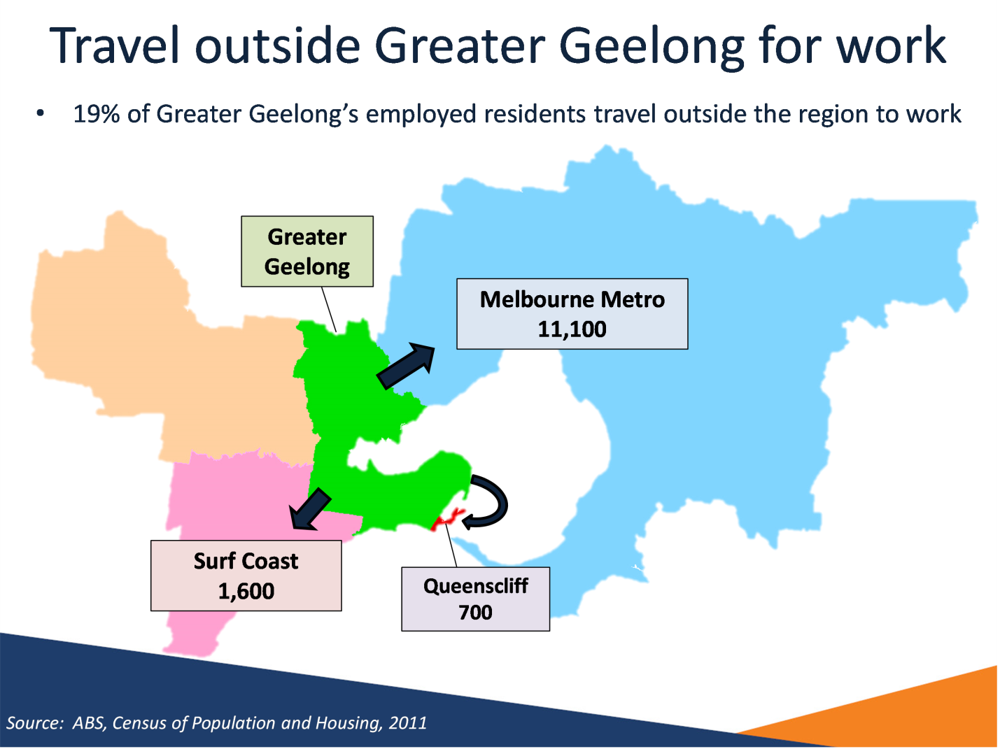 Travel outside Greater Geelong for work
• 19% of Greater Geelong’s employed residents travel outside the region to work
Greater
Geelong
Melbourne Metro
11,100
Surf Coast
1,600
Queenscliff
700
Source:  ABS, Census of Population and Housing, 2011